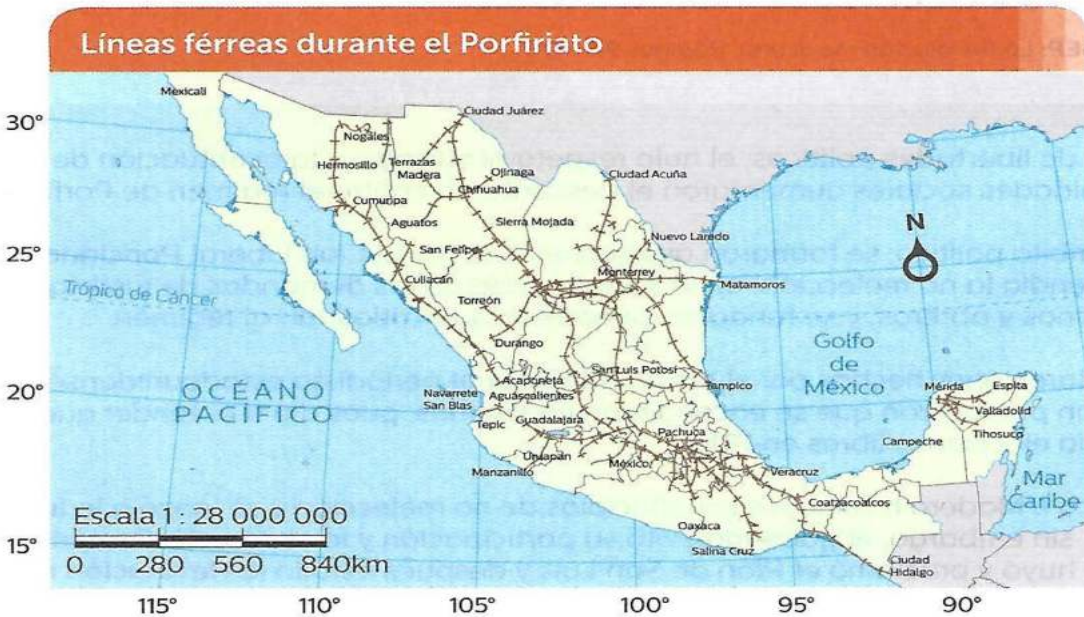 Líneas férreas durante el Porfiriato
Mexicali
Ciudad Juárez
30°
Nogales
Hermosillo
Terrazas
Madera
Ojinaga
Ciudad Acuña
Chihuahua
Cumuripa
Aguatos
Sierra Mojada
Nuevo Laredo
N
25°
San Felipe
Monterrey
Culiacán
Matamoros
Trópico de Cáncer
Torreón
Durango
Golfo
de
México
San Luis Potosí
20°
OCÉANO
PACÍFICO
Acaponeta
Tampico
Navarrete
San Blas
Aguascalientes
Mérida
Espita
Valladolid
Tepic
Guadalajara
Pachuca
Tihosuco
Campeche
Uruapan
México
Veracruz
Manzanillo
Mar
Caribe
Coatzacoalcos
Escala 1 : 28 000 000
Oaxaca
15°
Salina Cruz
0 280 560 840km
Ciudad
Hidalgo
115° 110° 105° 100° 95° 90°